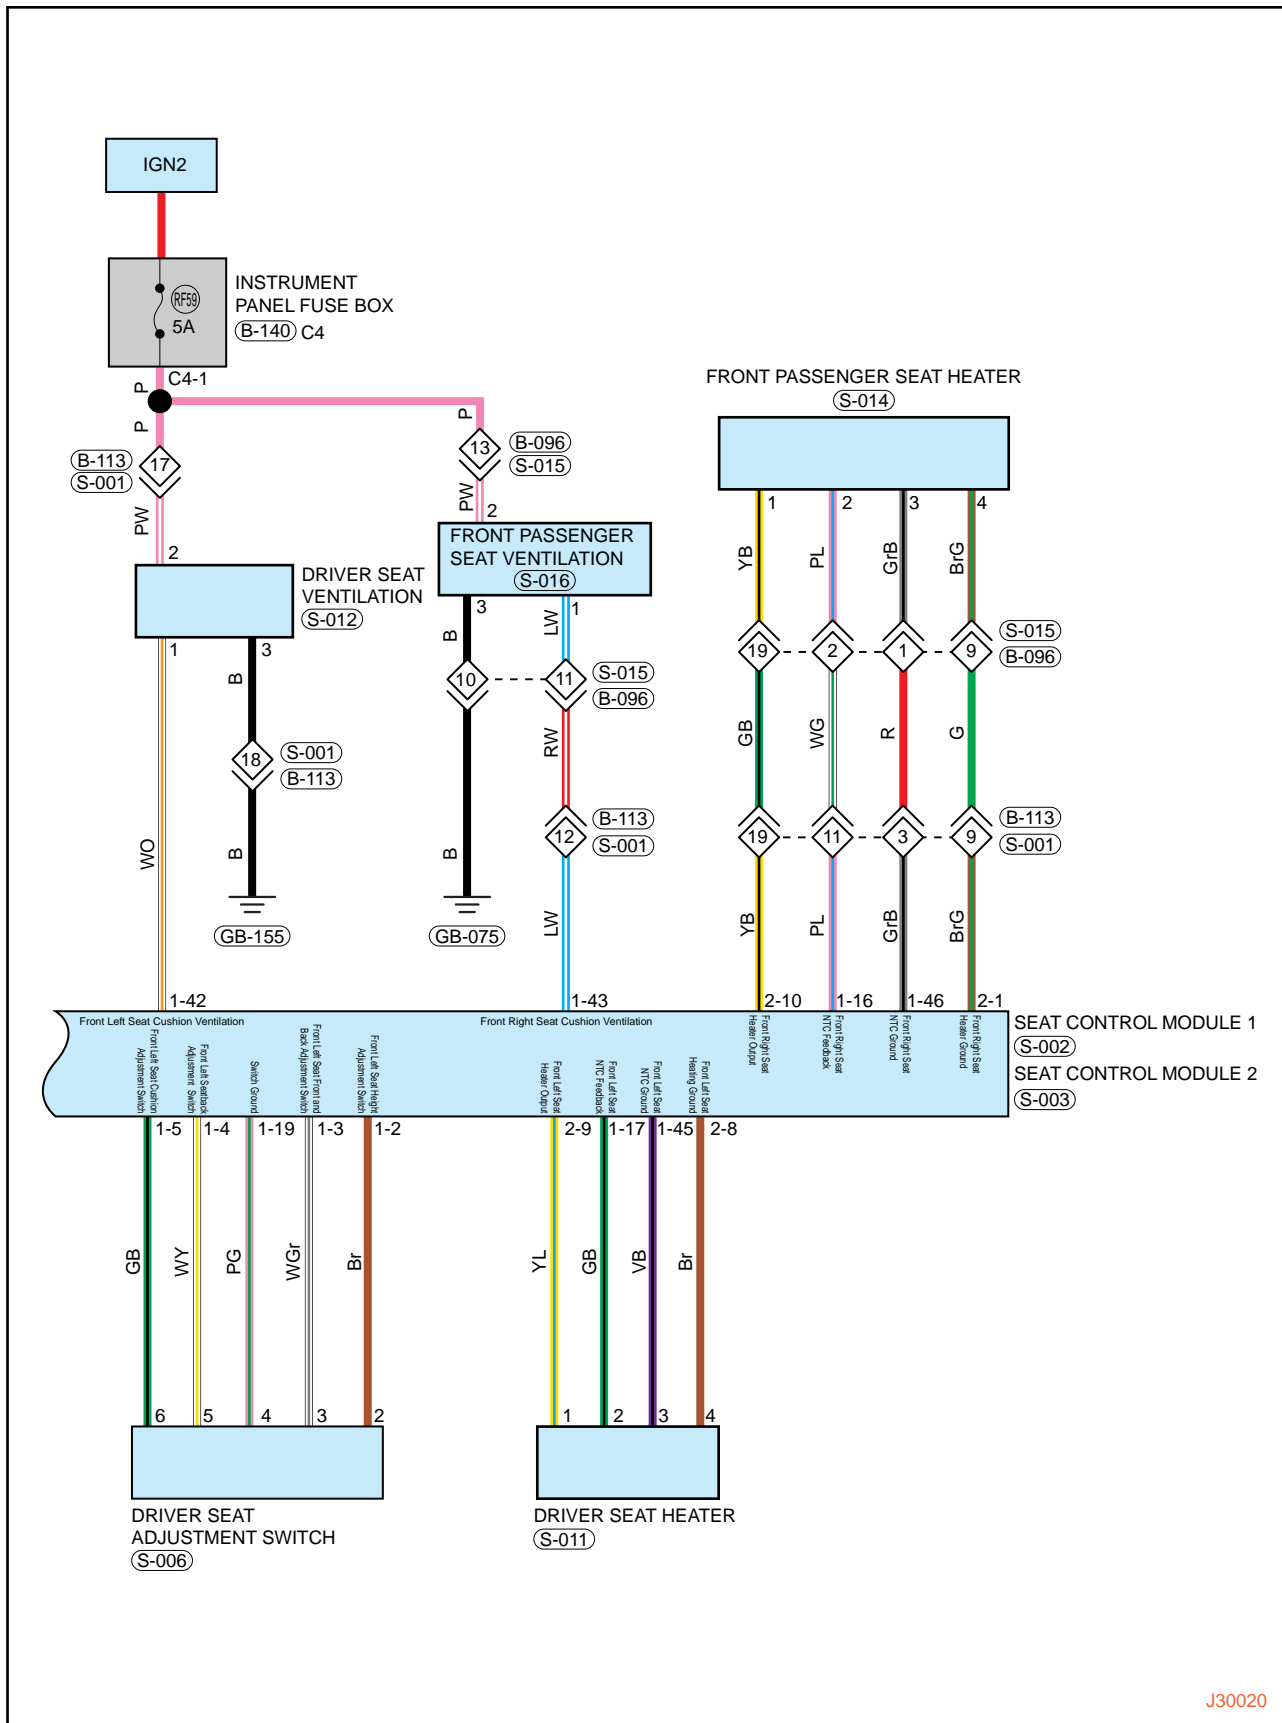 IGN2
RF59
5A
INSTRUMENT
PANEL FUSE BOX
B-140 C4
C4-1
P
P
P
B-113
S-001
17
13
B-096
S-015
PW
2
PW
2
FRONT PASSENGER SEAT HEATER
S-014
1 2 3 4
DRIVER SEAT
VENTILATION
S-012
FRONT PASSENGER
SEAT VENTILATION
S-016
1 3
3 1
YB PL GrB BrG
B
B LW
19 2 1 9
S-015
B-096
10 11
S-015
B-096
18
S-001
B-113
RW
GB WG R G
12
B-113
S-001
19 11 3 9
B-113
S-001
WO
B
B
LW
YB PL GrB BrG
GB-155
GB-075
1-42
1-43
2-10 1-16 1-46 2-1
Front Left Seat Cushion Ventilation
Front Right Seat Cushion Ventilation
Front Right Seat
Heater Output
Front Right Seat
NTC Feedback
Front Right Seat
NTC Ground
Front Right Seat
Heater Ground
SEAT CONTROL MODULE 1
S-002
SEAT CONTROL MODULE 2
S-003
Front Left Seat Cushion
Adjustment Switch
Front Left Seatback
Adjustment Switch
Switch Ground
Front Left Seat Front and
Back Adjustment Switch
Front Left Seat Height
Adjustment Switch
Front Left Seat
Heater Output
Front Left Seat
NTC Feedback
Front Left Seat
NTC Ground
Front Left Seat
Heating Ground
1-5 1-4 1-19 1-3 1-2
2-9 1-17 1-45 2-8
GB WY PG WGr Br
YL GB VB Br
6 5 4 3 2
1 2 3 4
DRIVER SEAT
ADJUSTMENT SWITCH
S-006
DRIVER SEAT HEATER
S-011
J30020